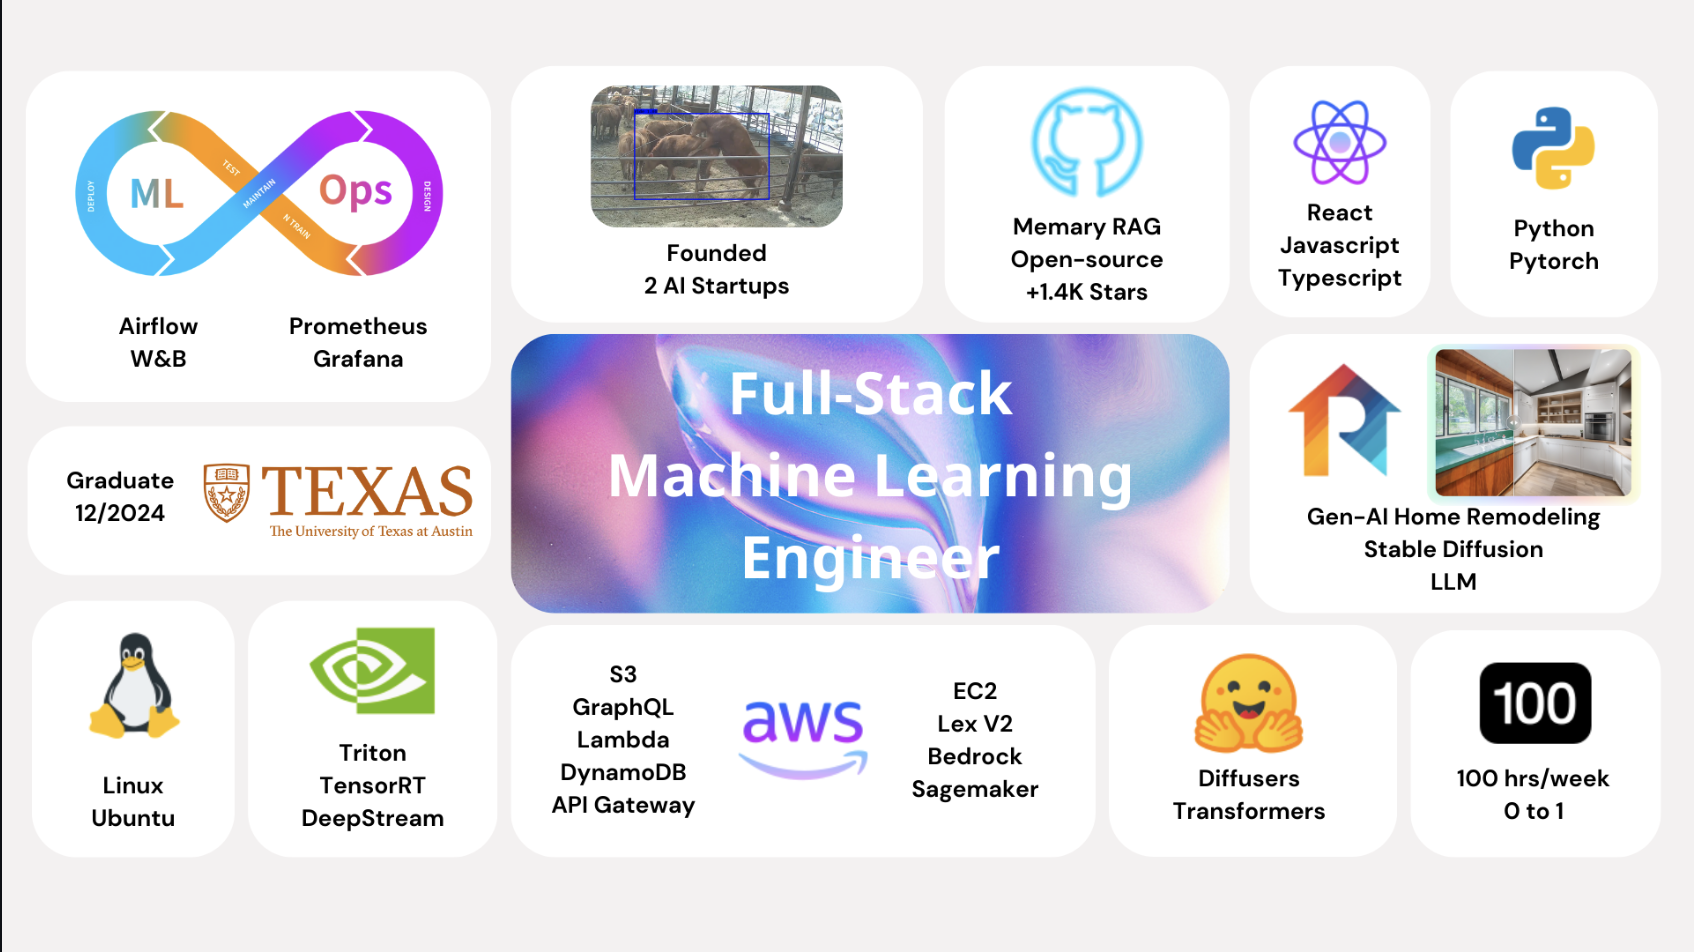 ML
Ops
DEPLOY
TEST
MAINTAIN
N TRAIN
DESIGN
Airflow
W&B
Prometheus
Grafana
Founded
2 AI Startups
Memary RAG
Open-source
+1.4K Stars
React
Javascript
Typescript
Python
Pytorch
Graduate
12/2024
TEXAS
The University of Texas at Austin
Full-Stack
Machine Learning
Engineer
Gen-AI Home Remodeling
Stable Diffusion
LLM
Linux
Ubuntu
Triton
TensorRT
DeepStream
S3
GraphQL
Lambda
DynamoDB
API Gateway
aws
EC2
Lex V2
Bedrock
Sagemaker
Diffusers
Transformers
100
100 hrs/week
0 to 1